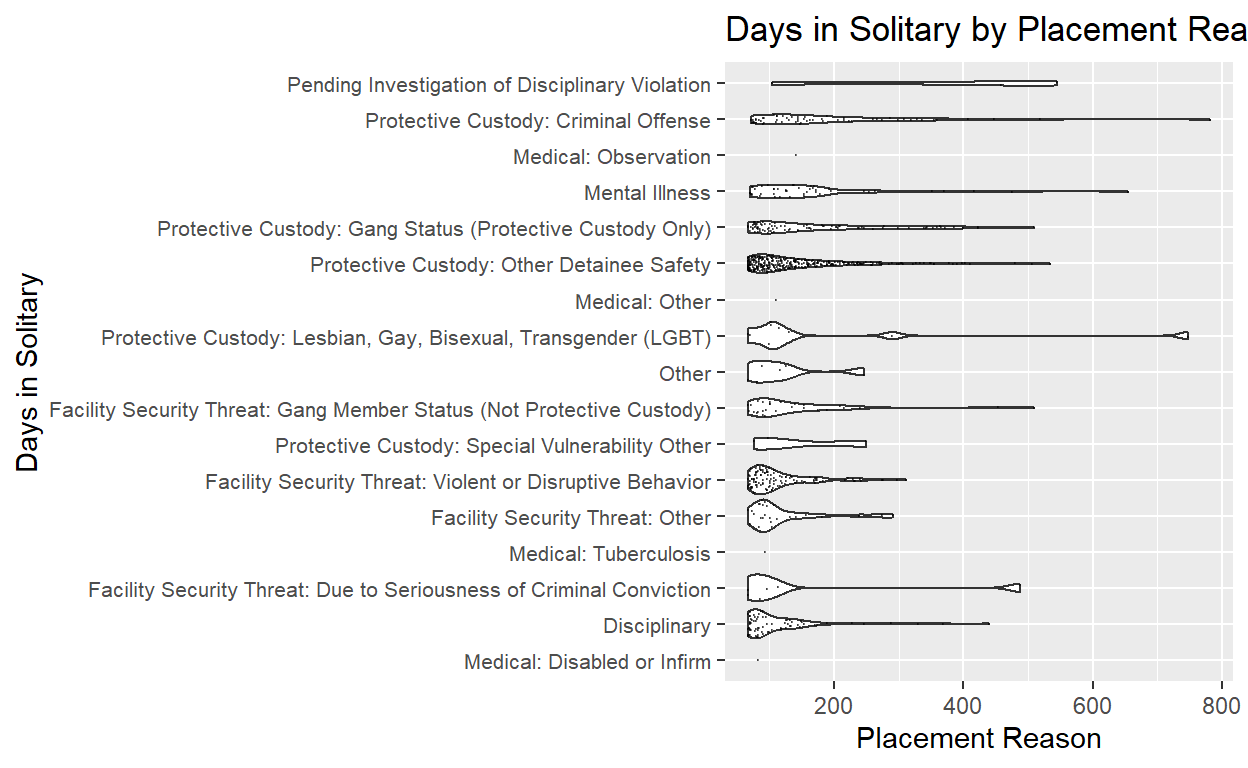 Days in Solitary by Placement Rea
Pending Investigation of Disciplinary Violation
Protective Custody: Criminal Offense
Medical: Observation
Mental Illness
Protective Custody: Gang Status (Protective Custody Only)
Protective Custody: Other Detainee Safety
Medical: Other
Protective Custody: Lesbian, Gay, Bisexual, Transgender (LGBT)
Other
Facility Security Threat: Gang Member Status (Not Protective Custody)
Protective Custody: Special Vulnerability Other
Facility Security Threat: Violent or Disruptive Behavior
Facility Security Threat: Other
Medical: Tuberculosis
Facility Security Threat: Due to Seriousness of Criminal Conviction
Disciplinary
Medical: Disabled or Infirm
Days in Solitary
200 400 600 800
Placement Reason